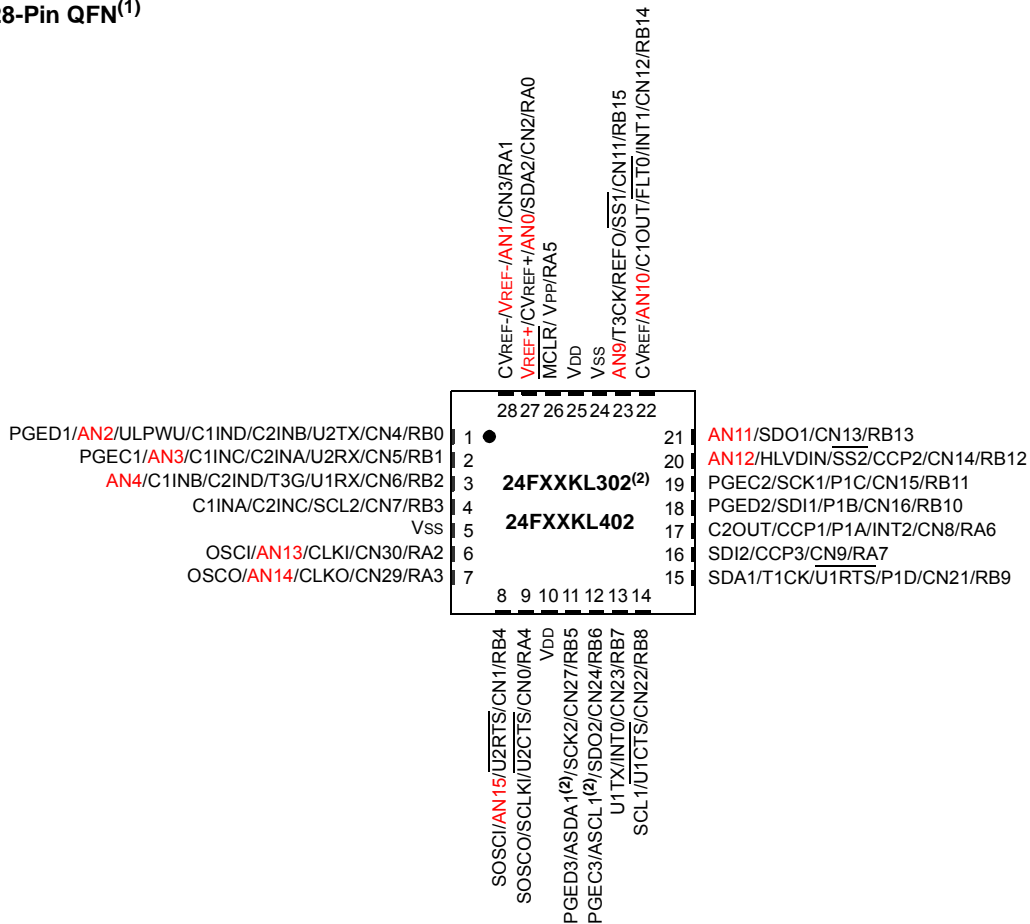 28-Pin QFN(1)
CVREF-/VREF-/AN1/CN3/RA1
VREF+/CVREF+/AN0/SDA2/CN2/RA0
MCLR/ VPP/RA5
VDD
VSS
AN9/T3CK/REFO/SS1/CN11/RB15
CVREF/AN10/C1OUT/FLT0/INT1/CN12/RB14
28 27 26 25 24 23 22
PGED1/AN2/ULPWU/C1IND/C2INB/U2TX/CN4/RB0 1
PGEC1/AN3/C1INC/C2INA/U2RX/CN5/RB1 2
AN4/C1INB/C2IND/T3G/U1RX/CN6/RB2 3
C1INA/C2INC/SCL2/CN7/RB3 4
VSS 5
OSCI/AN13/CLKI/CN30/RA2 6
OSCO/AN14/CLKO/CN29/RA3 7
24FXXKL302(2)
24FXXKL402
21 AN11/SDO1/CN13/RB13
20 AN12/HLVDIN/SS2/CCP2/CN14/RB12
19 PGEC2/SCK1/P1C/CN15/RB11
18 PGED2/SDI1/P1B/CN16/RB10
17 C2OUT/CCP1/P1A/INT2/CN8/RA6
16 SDI2/CCP3/CN9/RA7
15 SDA1/T1CK/U1RTS/P1D/CN21/RB9
8 9 10 11 12 13 14
SOSCI/AN15/U2RTS/CN1/RB4
SOSCO/SCLKI/U2CTS/CN0/RA4
VDD
PGED3/ASDA1(2)/SCK2/CN27/RB5
PGEC3/ASCL1(2)/SDO2/CN24/RB6
U1TX/INT0/CN23/RB7
SCL1/U1CTS/CN22/RB8